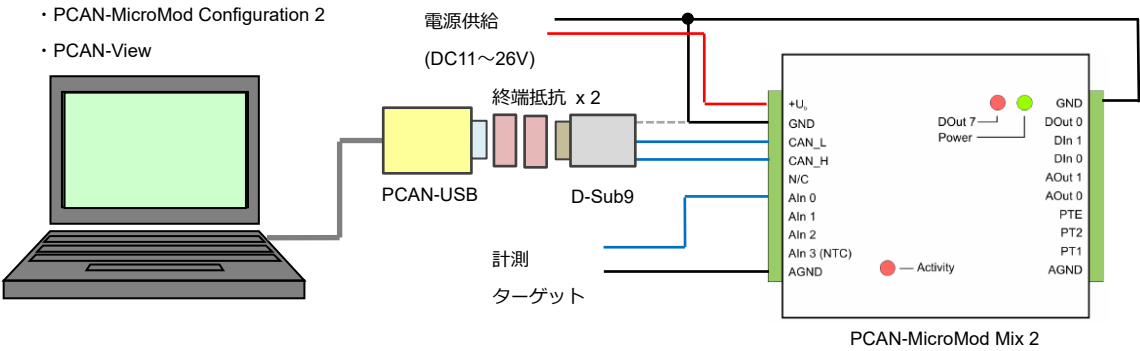 ・PCAN-MicroMod Configuration 2
・PCAN-View
電源供給
(DC11～26V)
終端抵抗 x 2
PCAN-USB
D-Sub9
計測
ターゲット
+Ub
GND
CAN_L
CAN_H
N/C
AIn 0
AIn 1
AIn 2
AIn 3 (NTC)
AGND
DOut 7
Power
Activity
GND
DOut 0
DIn 1
DIn 0
AOut 1
AOut 0
PTE
PT2
PT1
AGND
PCAN-MicroMod Mix 2